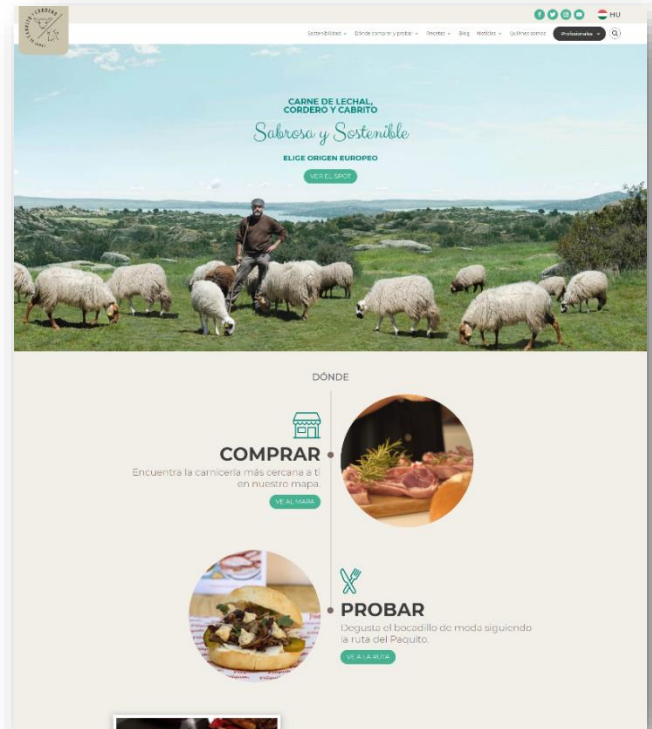 HU
Sostenibilidad Dónde comprar y probar Recetas Blog Noticias Quiénes somos Profesionales
CARNE DE LECHAL,
CORDERO Y CABRITO
Sabrosa y Sostenible
ELIGE ORIGEN EUROPEO
VER EL SPOT
DÓNDE
COMPRAR
Encuentra la carnicería más cercana a ti
en nuestro mapa.
VE AL MAPA
PROBAR
Degusta el bocadillo de moda siguiendo
la ruta del Paquito.
VE A LA RUTA